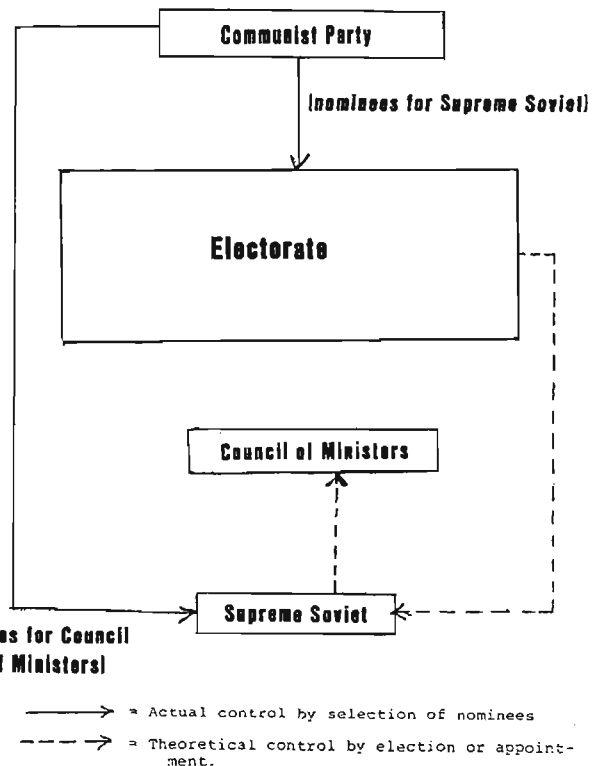 Communist Party
(nominees for Supreme Soviet)
Electorate
Council of Ministers
Supreme Soviet
for Council
Ministers)
= Actual control by selection of nominees
= Theoretical control by election or appoint-
ment.